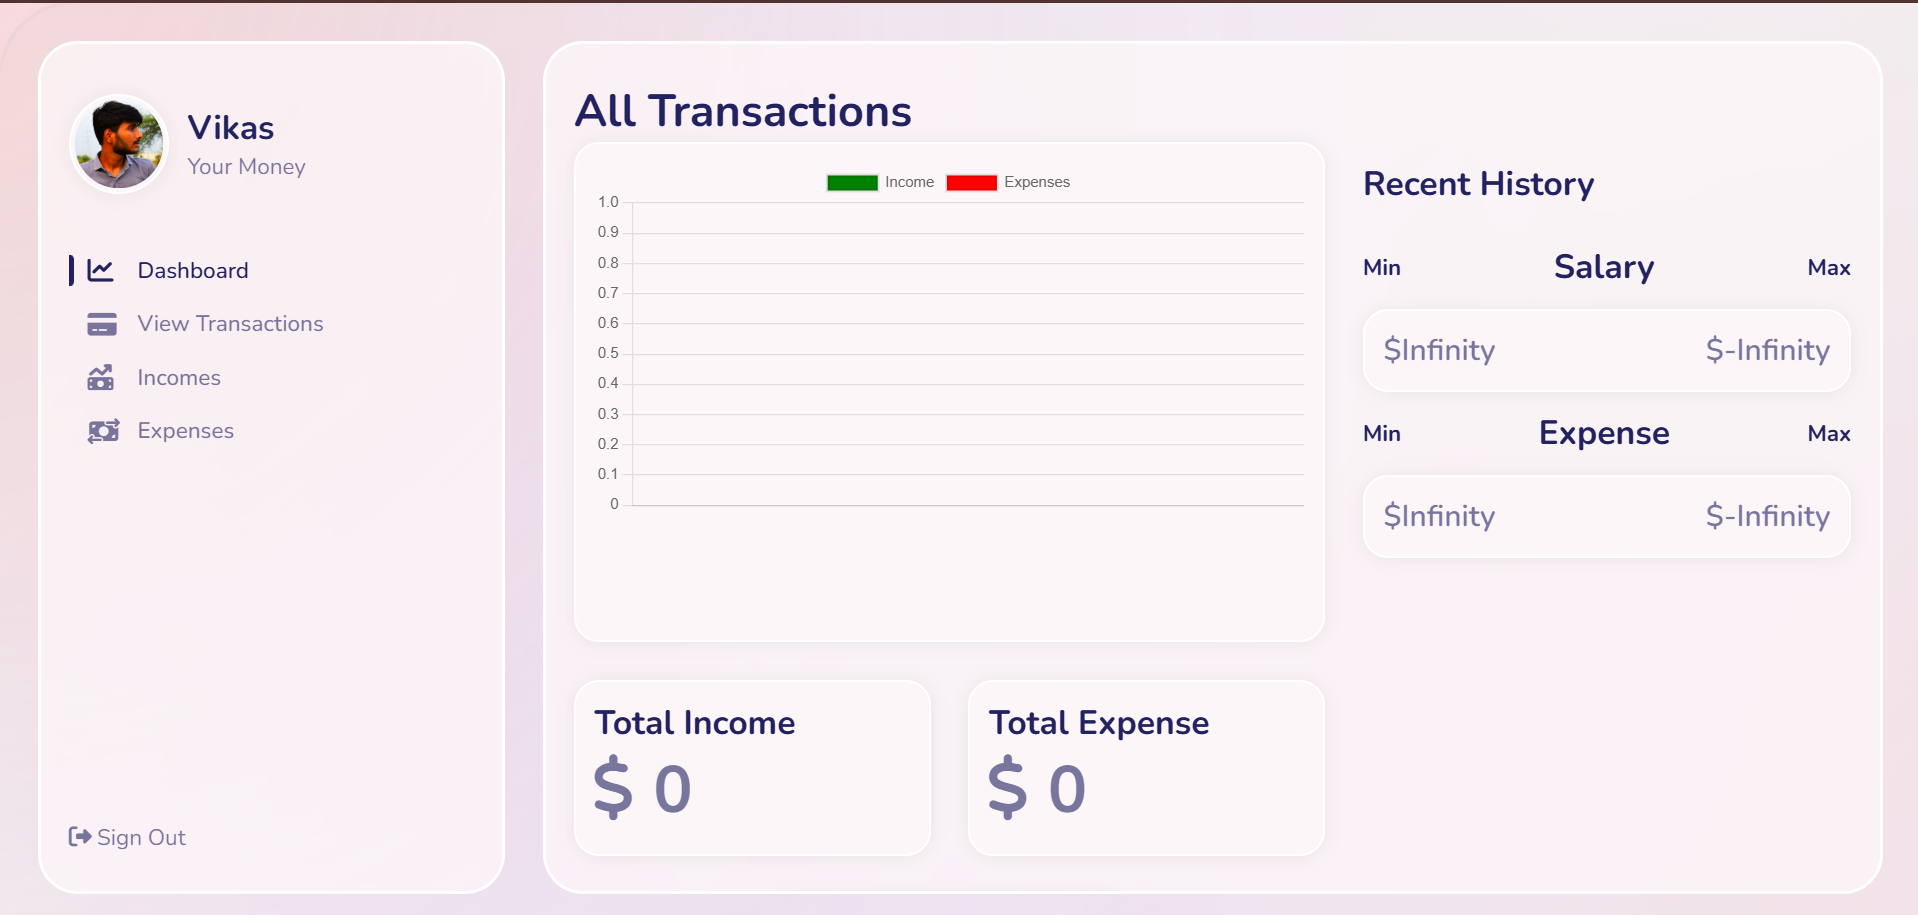 Vikas
Your Money
Dashboard
View Transactions
Incomes
Expenses
Sign Out
All Transactions
Income Expenses
1.0
0.9
0.8
0.7
0.6
0.5
0.4
0.3
0.2
0.1
0
Total Income
$ 0
Total Expense
$ 0
Recent History
Min Salary Max
$Infinity $-Infinity
Min Expense Max
$Infinity $-Infinity